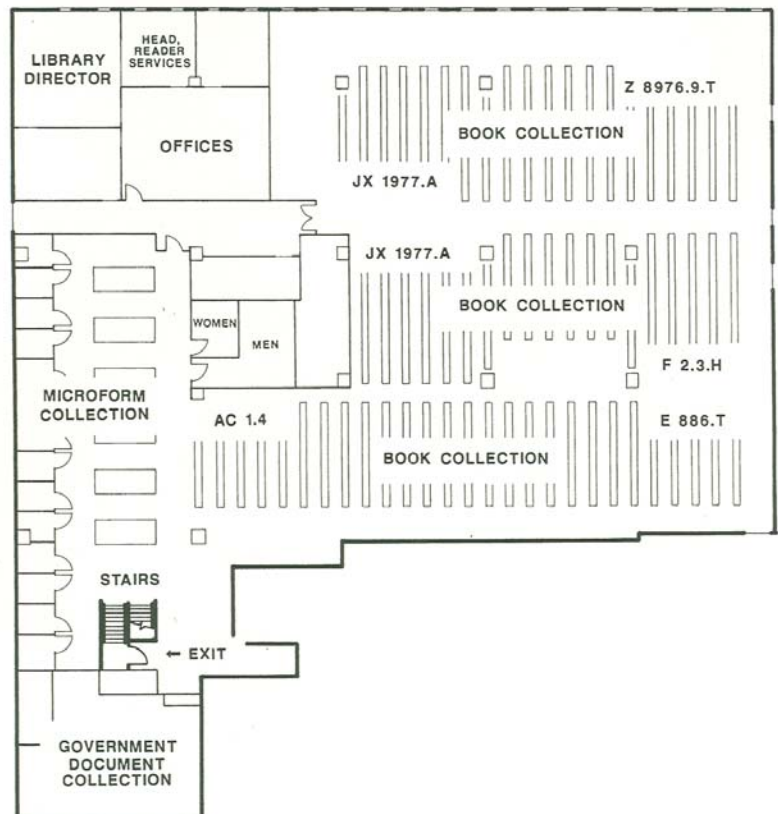 LIBRARY
DIRECTOR
HEAD,
READER
SERVICES
OFFICES
Z 8976.9.T
BOOK COLLECTION
JX 1977.A
JX 1977.A
BOOK COLLECTION
WOMEN
MEN
F 2.3.H
MICROFORM
COLLECTION
AC 1.4
E 886.T
BOOK COLLECTION
STAIRS
← EXIT
GOVERNMENT
DOCUMENT
COLLECTION